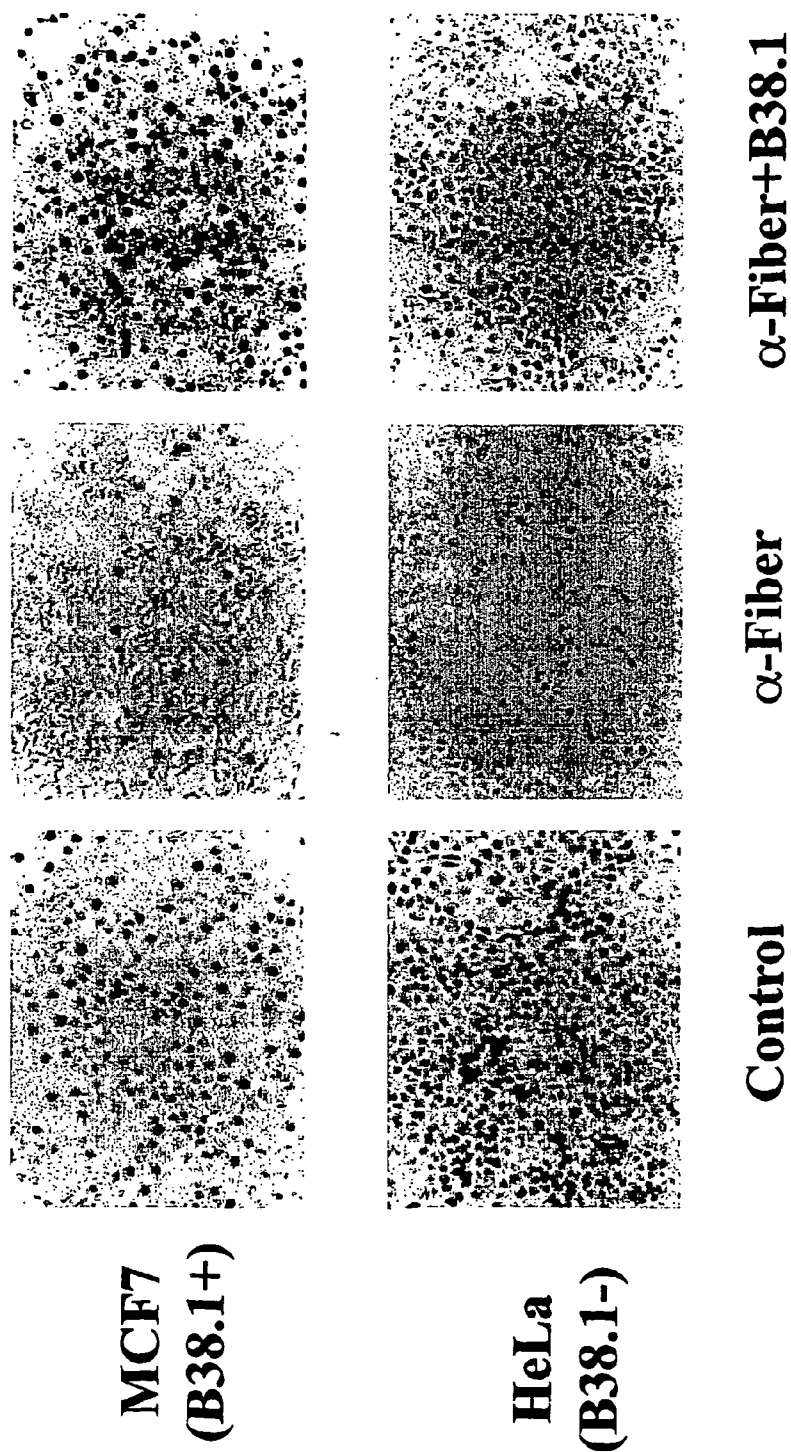 MCF7
(B38.1+)
HeLa
(B38.1-)
Control
α-Fiber
α-Fiber+B38.1